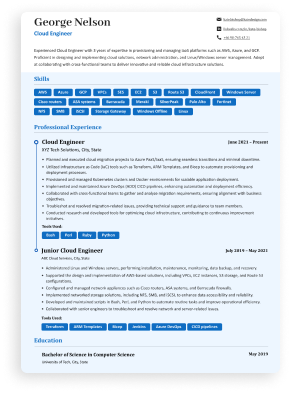 George Nelson
Cloud Engineer
Experienced Cloud Engineer with 3 years of expertise in provisioning and managing IaaS platforms such as AWS, Azure, and GCP.
Proficient in designing and implementing cloud solutions, network administration, and Linux/Windows server management. Adept
at collaborating with cross-functional teams to deliver innovative and reliable cloud infrastructure solutions.
Skills
AWS Azure GCP VPCs SES EC2 S3 Route 53 CloudFront Windows Server
Cisco routers ASA systems Barracuda Meraki SilverPeak Palo Alto Fortinet
NFS SMB iSCSI Storage Gateway Windows Offline Linux
Professional Experience
Cloud Engineer June 2021 – Present
XYZ Tech Solutions, City, State
Planned and executed cloud migration projects to Azure PaaS/IaaS, ensuring seamless transitions and minimal downtime.
Utilized Infrastructure as Code (IaC) tools such as Terraform, ARM Templates, and Bicep to automate provisioning and
deployment processes.
Provisioned and managed Kubernetes clusters and Docker environments for scalable application deployment.
Implemented and maintained Azure DevOps (ADO) CI/CD pipelines, enhancing automation and deployment efficiency.
Collaborated with cross-functional teams to gather and analyze migration requirements, ensuring alignment with business
objectives.
Troubleshot and resolved migration-related issues, providing technical support and guidance to team members.
Conducted research and developed tools for optimizing cloud infrastructure, contributing to continuous improvement
initiatives.
Tools Used:
Bash Perl Ruby Python
Junior Cloud Engineer July 2019 – May 2021
ABC Cloud Services, City, State
Administrated Linux and Windows servers, performing installation, maintenance, monitoring, data backup, and recovery.
Supported the design and implementation of AWS-based solutions, including VPCs, EC2 instances, S3 storage, and Route 53
configurations.
Configured and managed network appliances such as Cisco routers, ASA systems, and Barracuda firewalls.
Implemented networked storage solutions, including NFS, SMB, and iSCSI, to enhance data accessibility and reliability.
Developed and maintained scripts in Bash, Perl, and Python to automate routine tasks and improve operational efficiency.
Collaborated with senior engineers to troubleshoot and resolve network and server-related issues.
Tools Used:
Terraform ARM Templates Bicep Jenkins Azure DevOps CI/CD pipelines
Education
Bachelor of Science in Computer Science May 2019
University of Tech, City, State